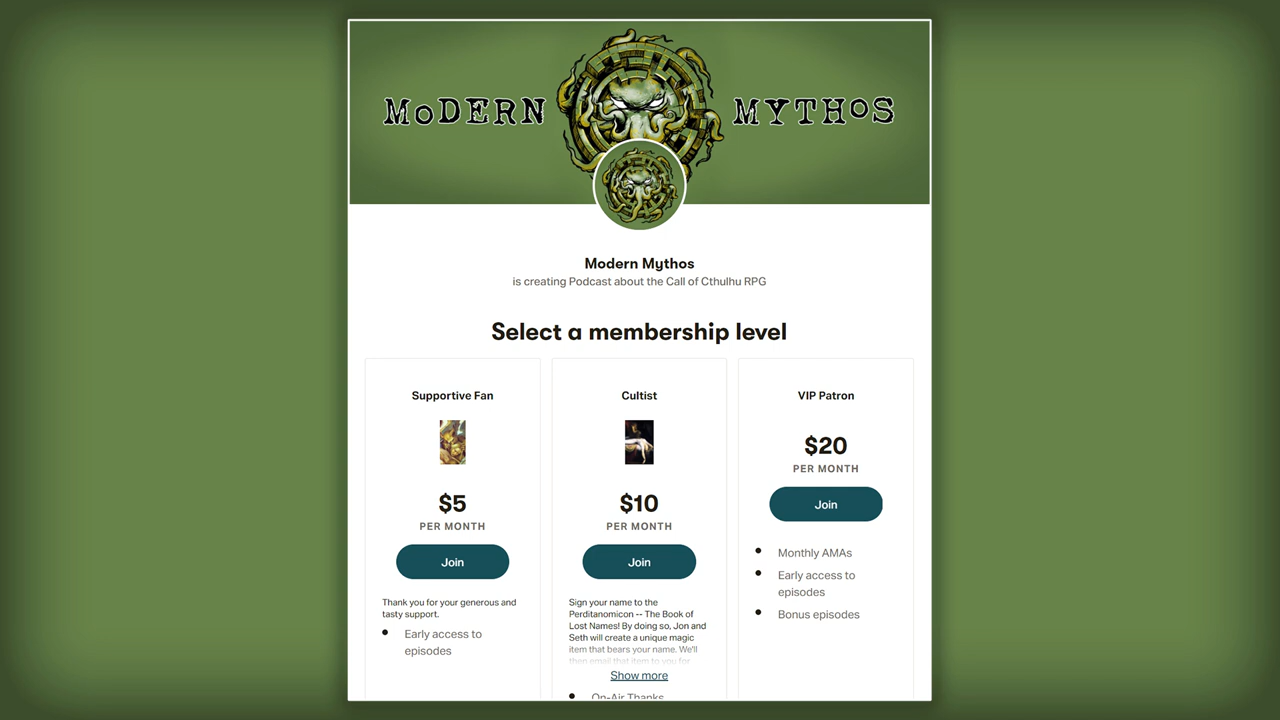 MoDERN MYTHoS
Modern Mythos
is creating Podcast about the Call of Cthulhu RPG
Select a membership level
Supportive Fan
$5
PER MONTH
Join
Thank you for your generous and
tasty support.
Early access to
episodes
Cultist
$10
PER MONTH
Join
Sign your name to the
Perditanomicon -- The Book of
Lost Names! By doing so, Jon and
Seth will create a unique magic
item that bears your name. We'll
then email that item to you for
Show more
On-Air Thanks
VIP Patron
$20
PER MONTH
Join
Monthly AMAs
Early access to
episodes
Bonus episodes